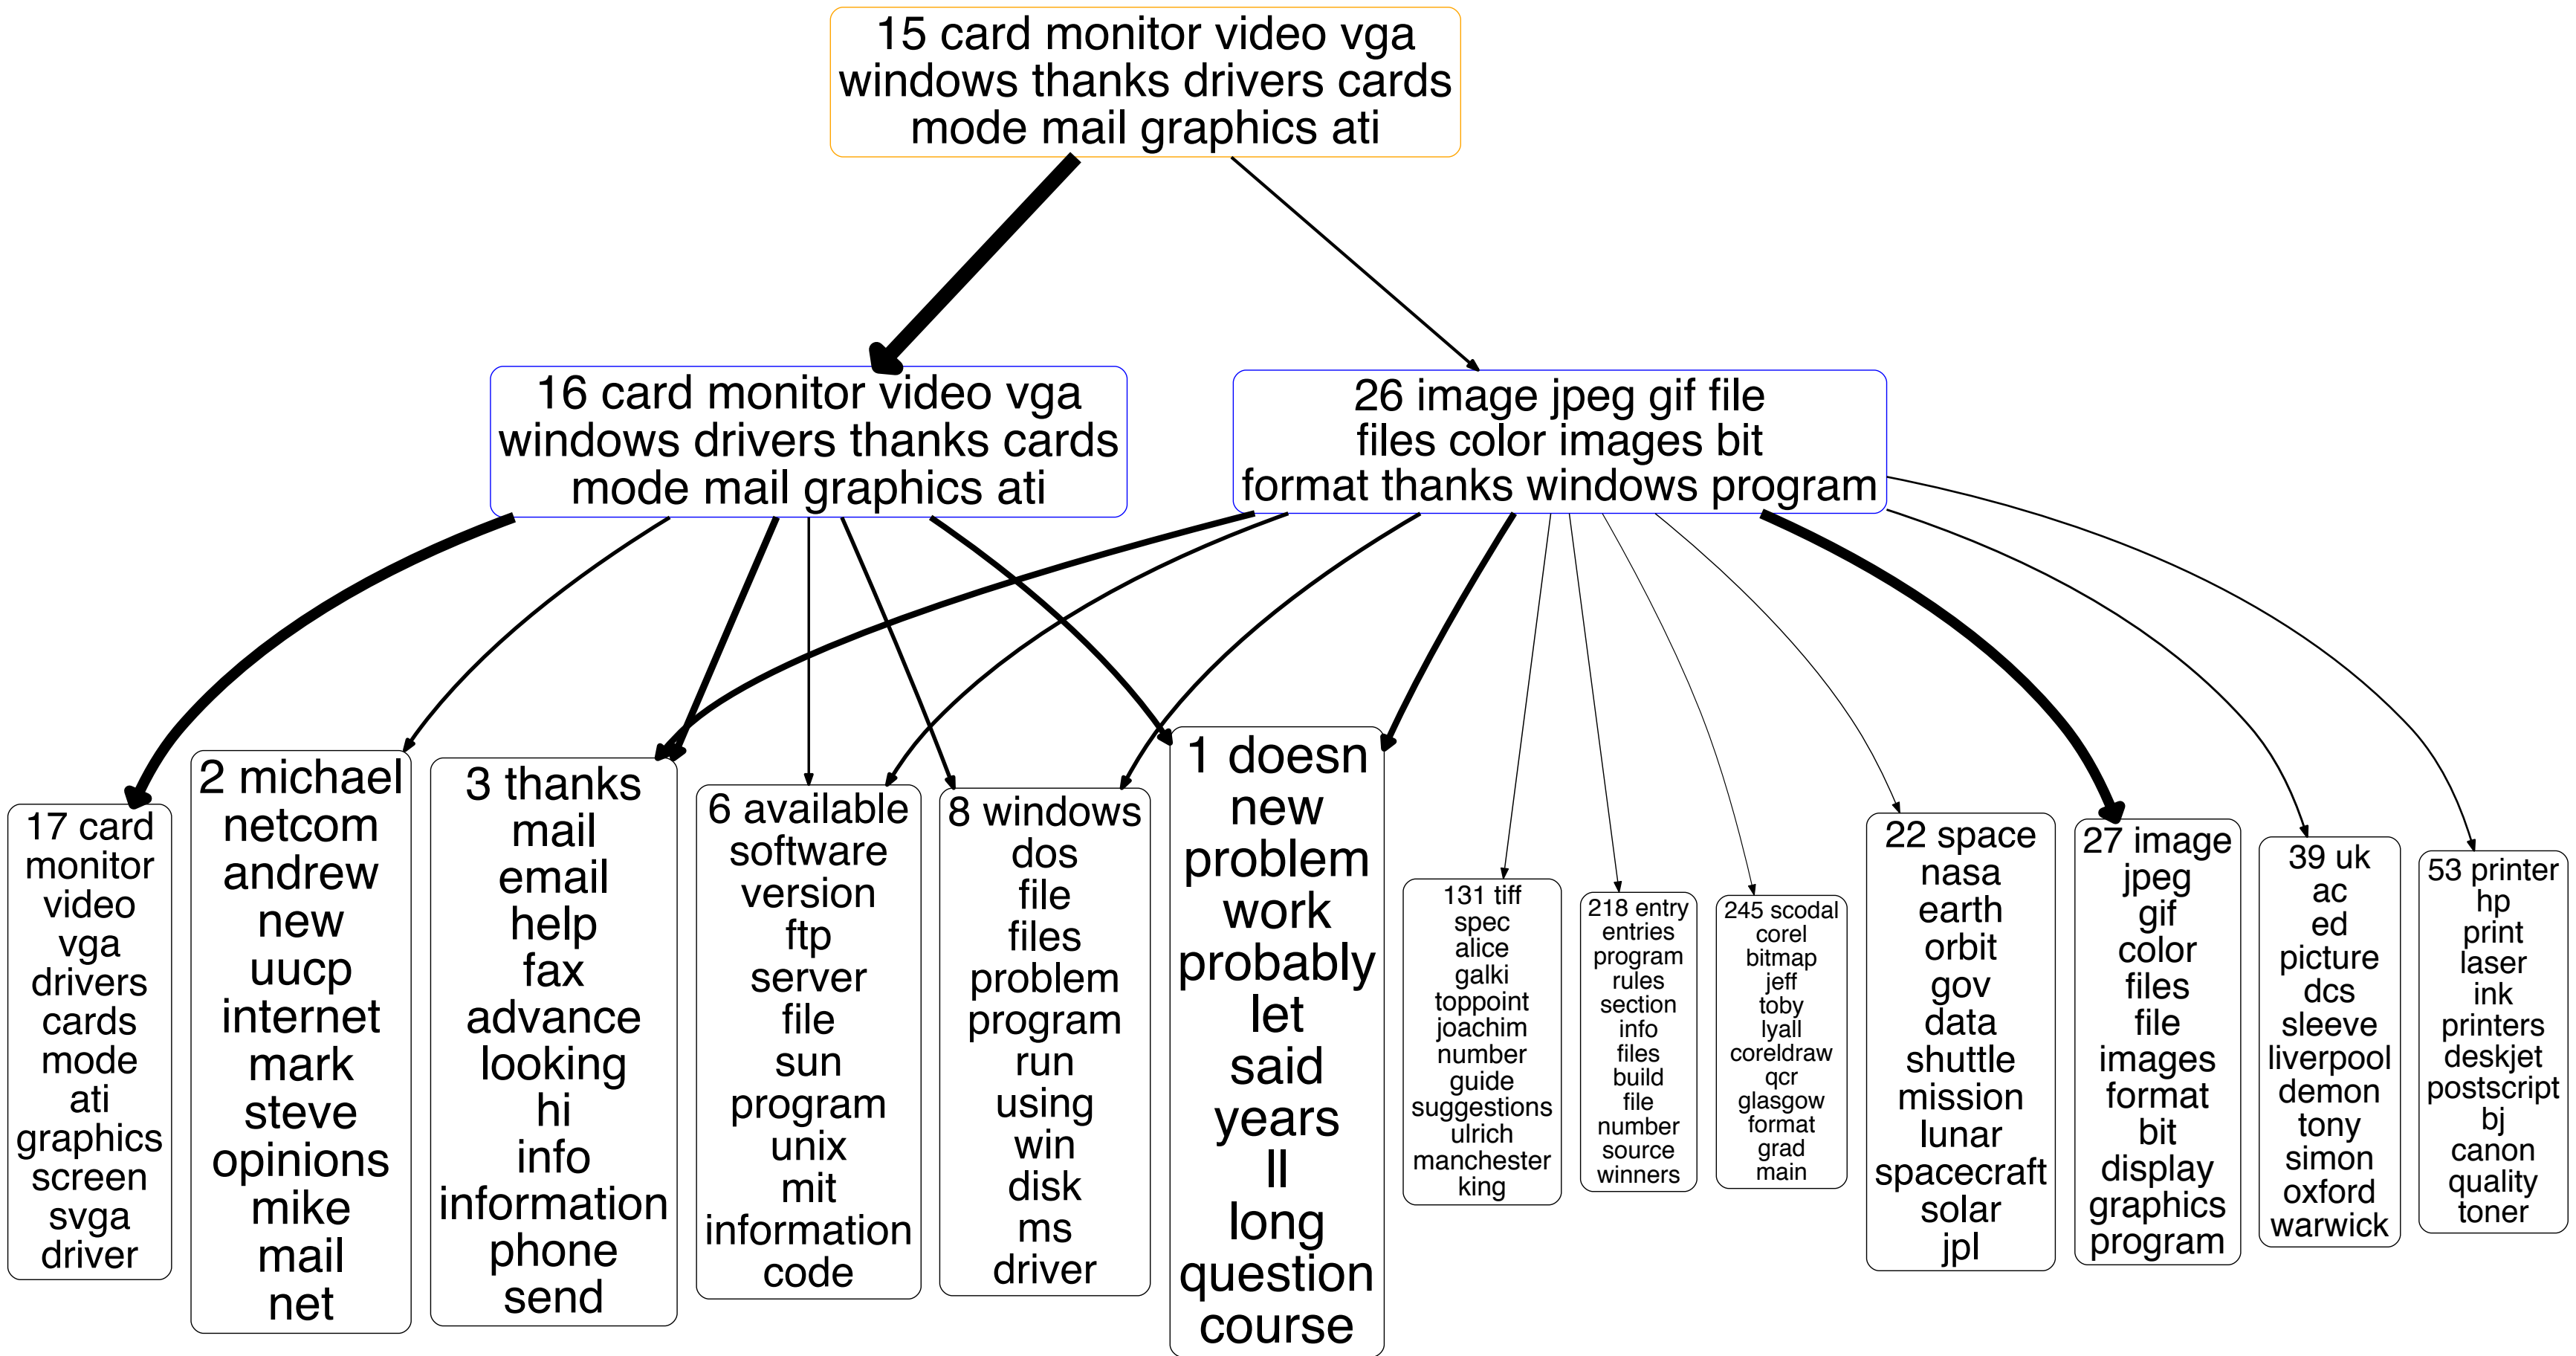 15 card monitor video vga
windows thanks drivers cards
mode mail graphics ati
16 card monitor video vga
windows drivers thanks cards
mode mail graphics ati
26 image jpeg gif file
files color images bit
format thanks windows program
17 card
monitor
video
vga
drivers
cards
mode
ati
graphics
screen
svga
driver
2 michael
netcom
andrew
new
uucp
internet
mark
steve
opinions
mike
mail
net
3 thanks
mail
email
help
fax
advance
looking
hi
info
information
phone
send
6 available
software
version
ftp
server
file
sun
program
unix
mit
information
code
8 windows
dos
file
files
problem
program
run
using
win
disk
ms
driver
1 doesn
new
problem
work
probably
let
said
years
ll
long
question
course
131 tiff
spec
alice
galki
toppoint
joachim
number
guide
suggestions
ulrich
manchester
king
218 entry
entries
program
rules
section
info
files
build
file
number
source
winners
245 scodal
corel
bitmap
jeff
toby
lyall
coreldraw
qcr
glasgow
format
grad
main
22 space
nasa
earth
orbit
gov
data
shuttle
mission
lunar
spacecraft
solar
jpl
27 image
jpeg
gif
color
files
file
images
format
bit
display
graphics
program
39 uk
ac
ed
picture
dcs
sleeve
liverpool
demon
tony
simon
oxford
warwick
53 printer
hp
print
laser
ink
printers
deskjet
postscript
bj
canon
quality
toner